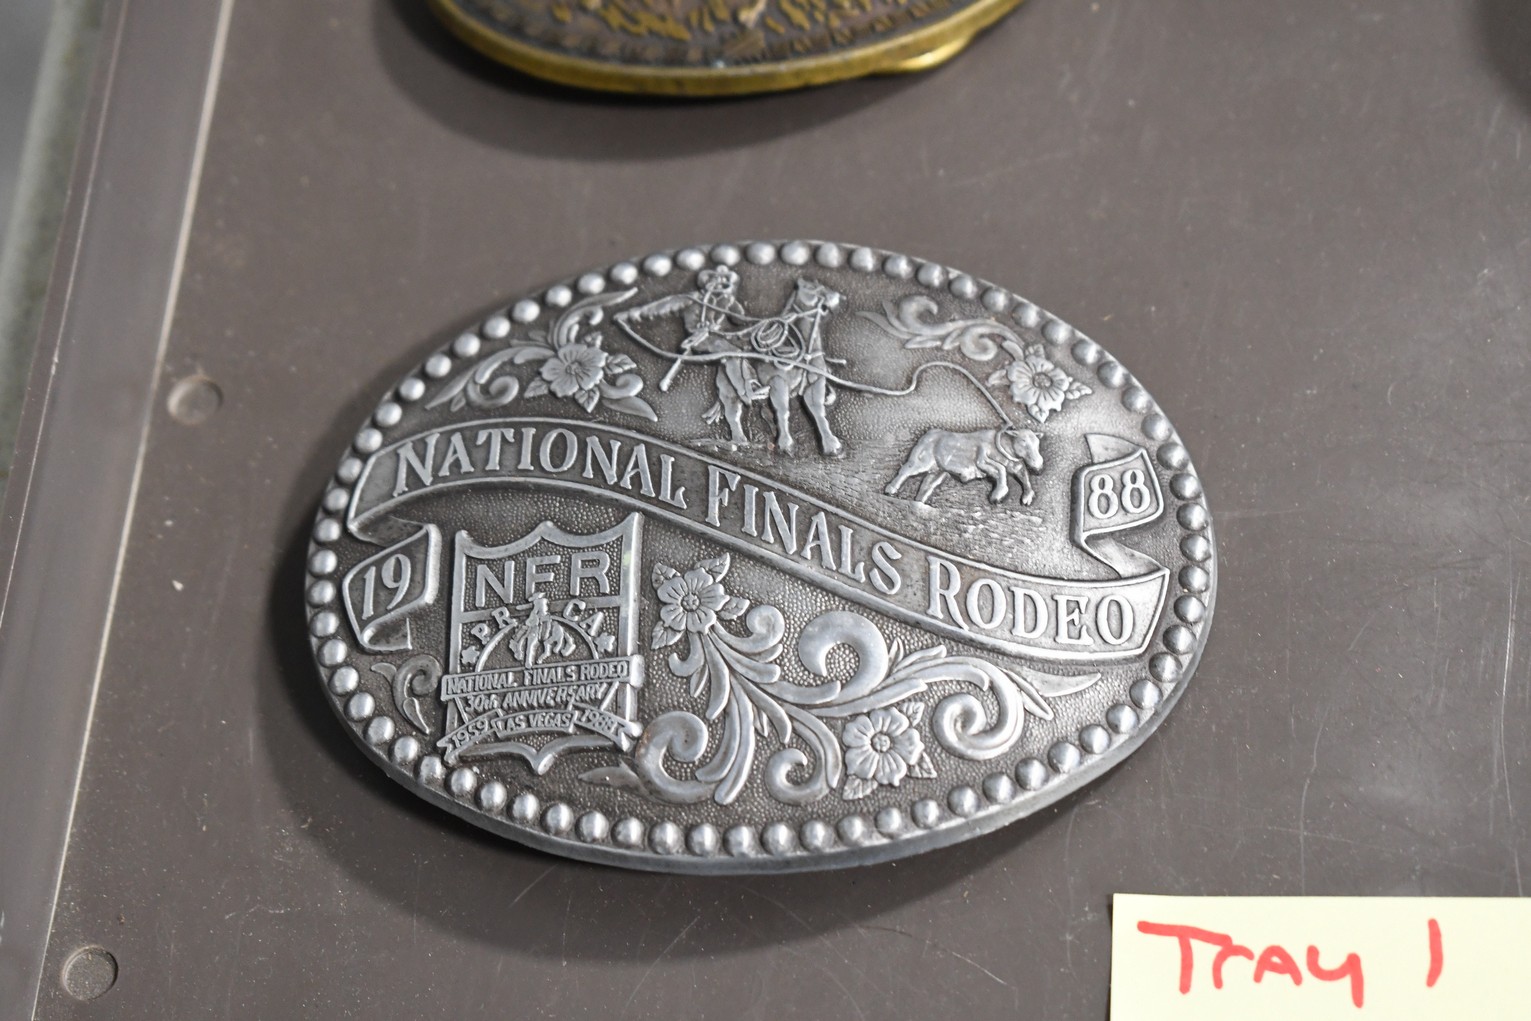 NATIONAL FINALS RODEO
19 88
NFR
PRCA
NATIONAL FINALS RODEO
30th ANNIVERSARY
1959 LAS VEGAS 1988
Tray 1